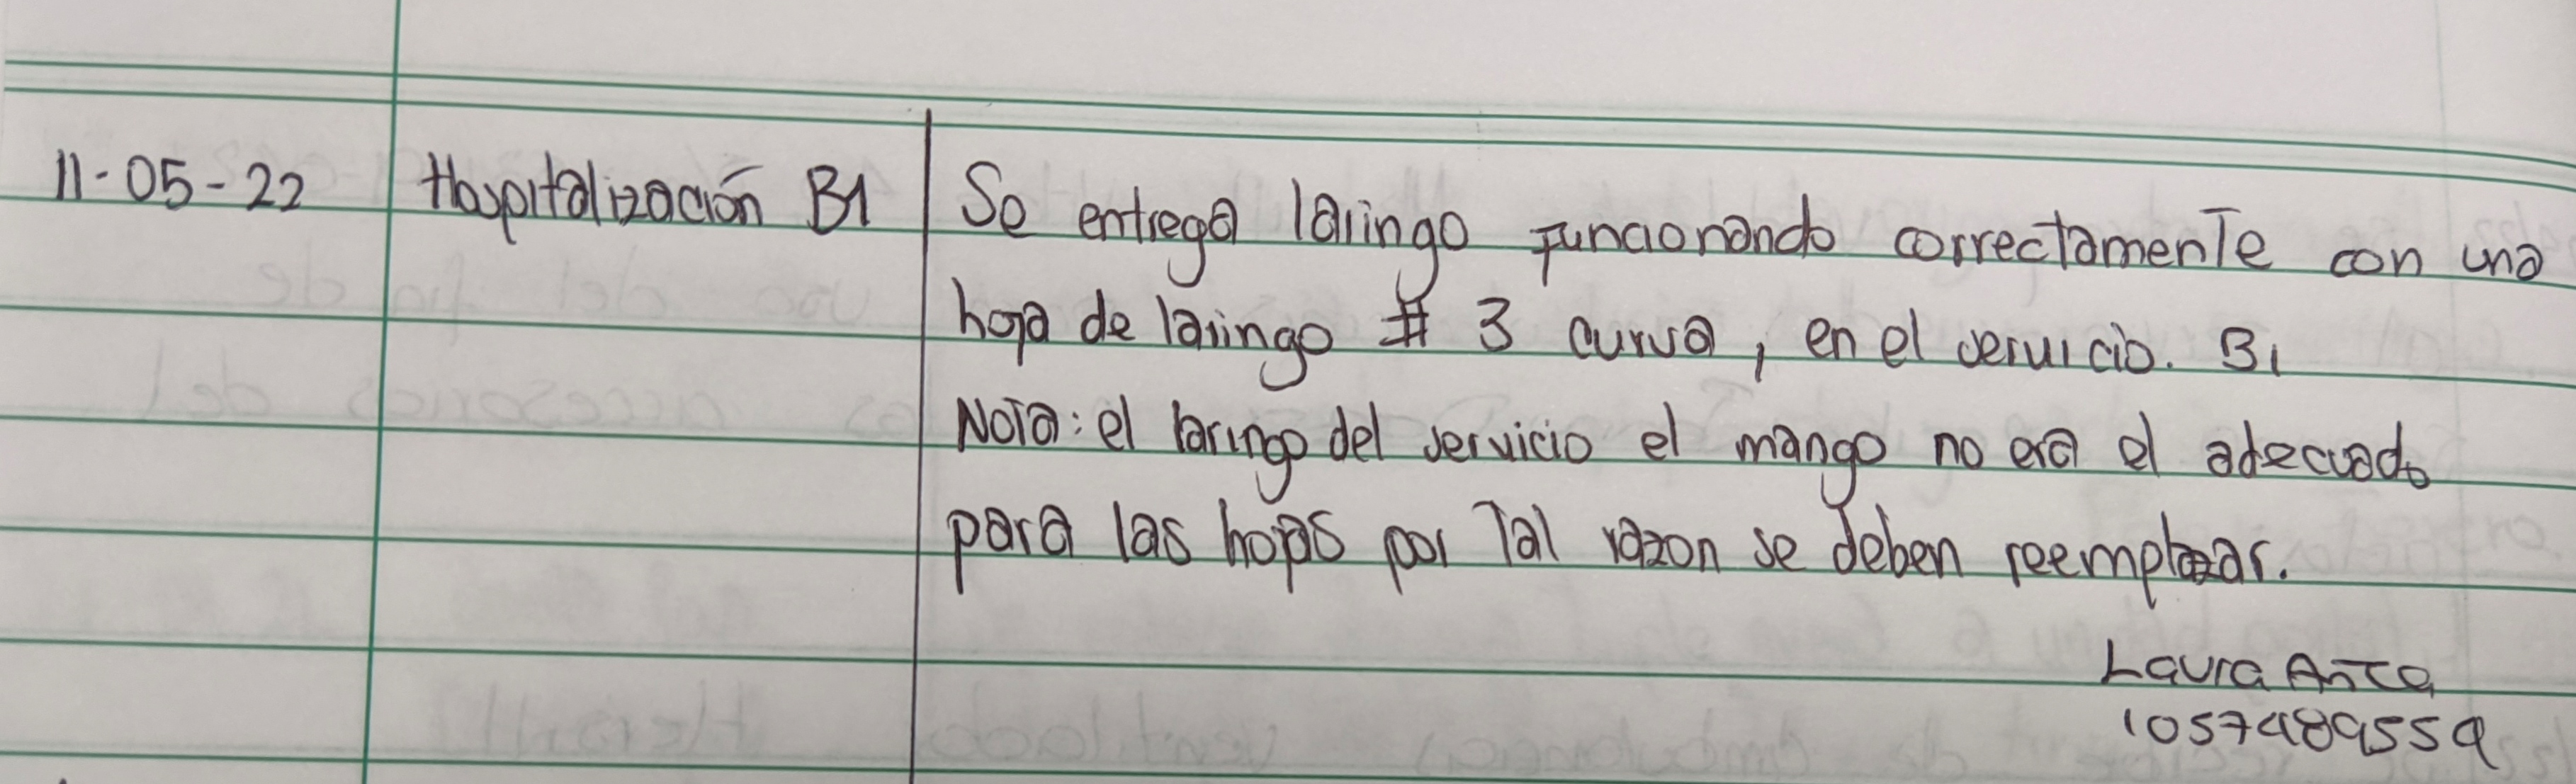 11-05-22 Hospitalización B1 Se entrega laringo funcionando correctamente con una
hoja de laringo # 3 curva, en el servicio. B1
Nota: el laringo del servicio el mango no era el adecuado
para las hojas por tal razon se deben reemplazar.
Laura
1057489559